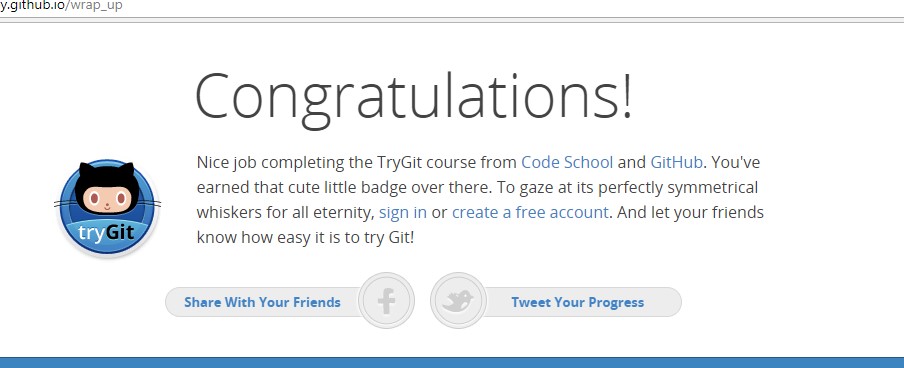 y.github.io/wrap_up
Congratulations!
Nice job completing the TryGit course from Code School and GitHub. You've
earned that cute little badge over there. To gaze at its perfectly symmetrical
whiskers for all eternity, sign in or create a free account. And let your friends
know how easy it is to try Git!
tryGit
Share With Your Friends
Tweet Your Progress